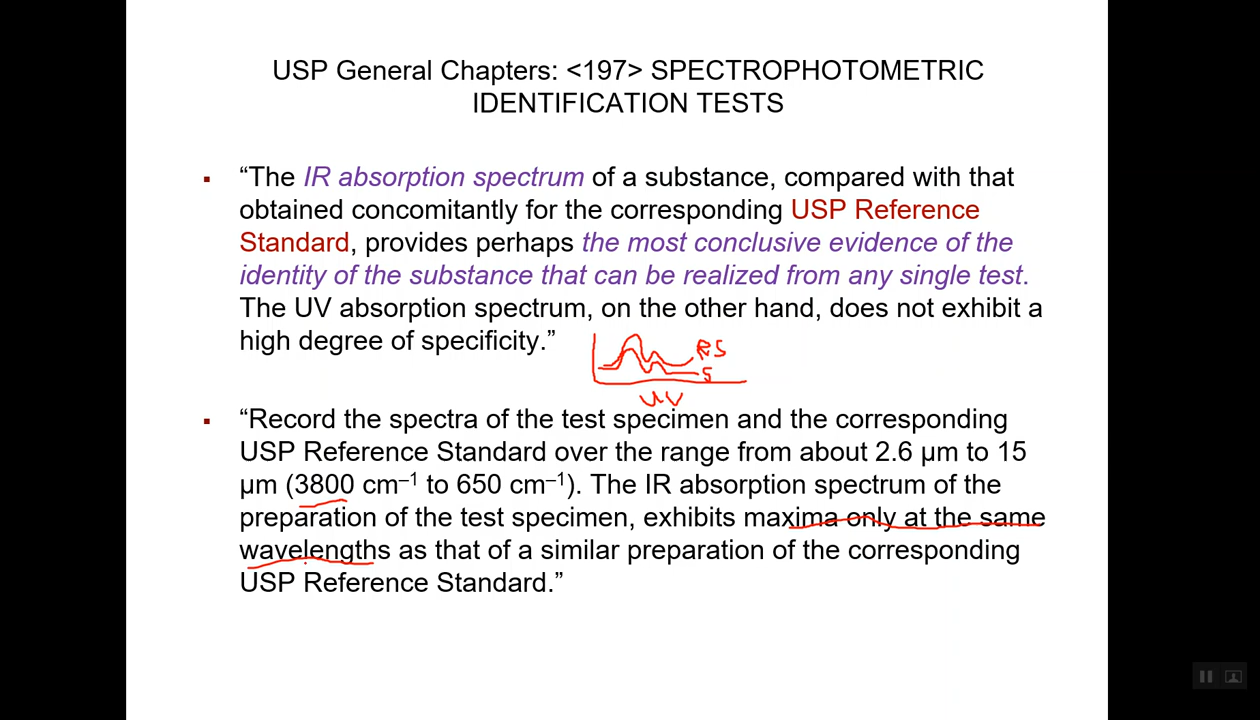 USP General Chapters: <197> SPECTROPHOTOMETRIC
IDENTIFICATION TESTS
▪ “The IR absorption spectrum of a substance, compared with that
obtained concomitantly for the corresponding USP Reference
Standard, provides perhaps the most conclusive evidence of the
identity of the substance that can be realized from any single test.
The UV absorption spectrum, on the other hand, does not exhibit a
high degree of specificity.”
RS
S
UV
▪ “Record the spectra of the test specimen and the corresponding
USP Reference Standard over the range from about 2.6 μm to 15
μm (3800 cm⁻¹ to 650 cm⁻¹). The IR absorption spectrum of the
preparation of the test specimen, exhibits maxima only at the same
wavelengths as that of a similar preparation of the corresponding
USP Reference Standard.”